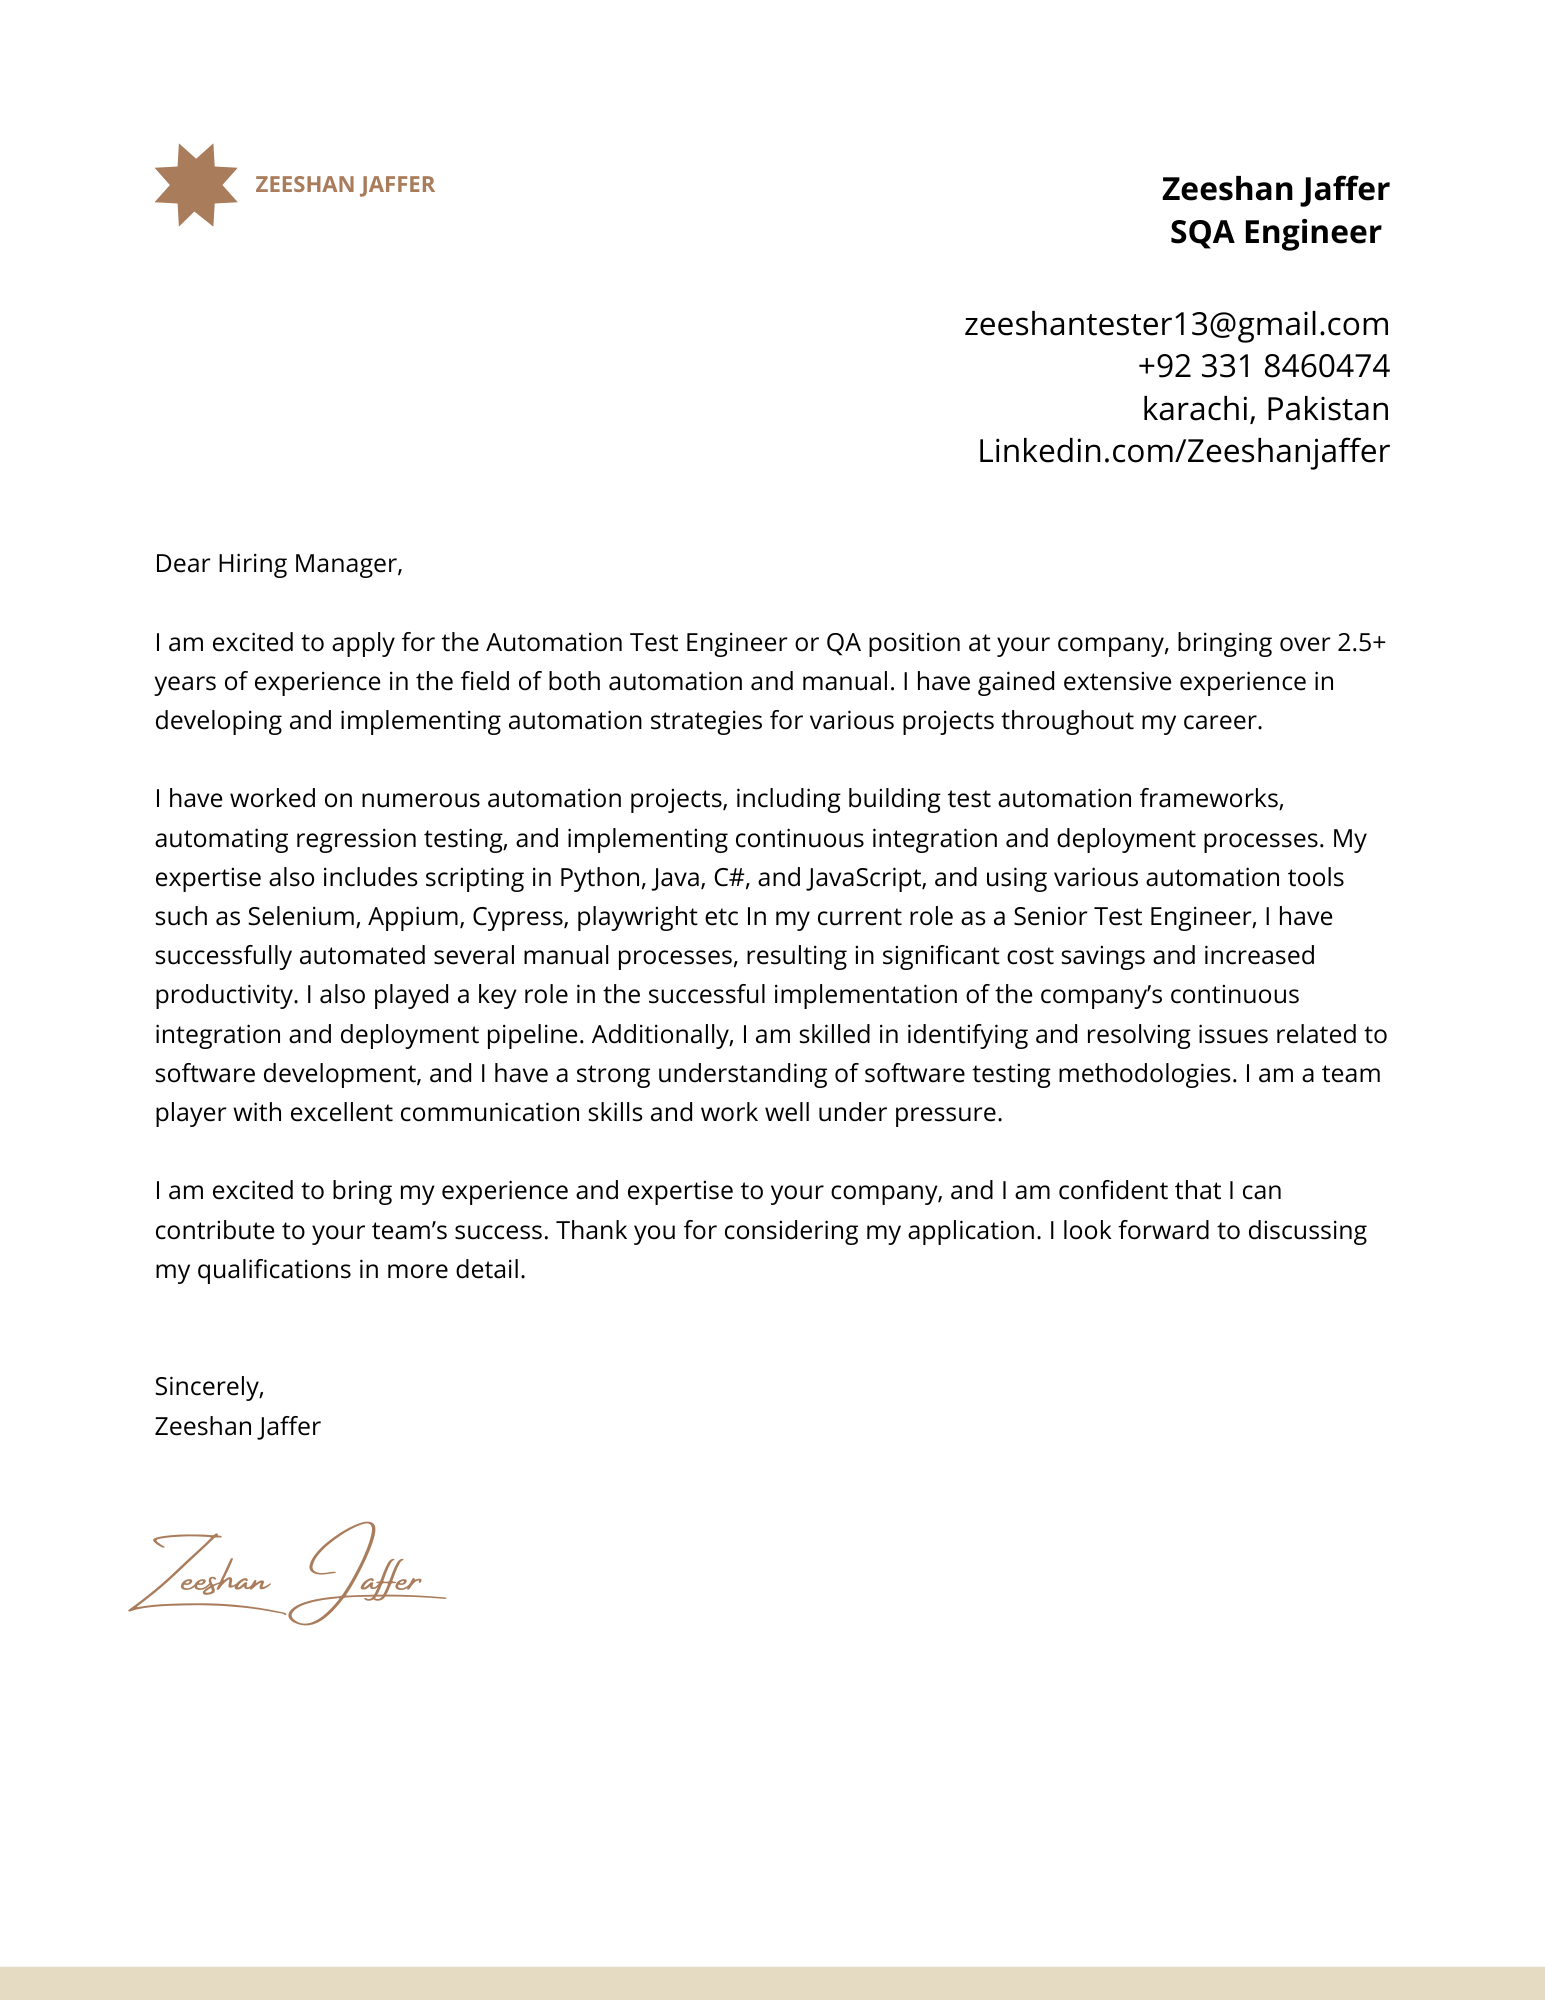 ZEESHAN JAFFER
Zeeshan Jaffer
SQA Engineer
zeeshantester13@gmail.com
+92 331 8460474
karachi, Pakistan
Linkedin.com/Zeeshanjaffer
Dear Hiring Manager,
I am excited to apply for the Automation Test Engineer or QA position at your company, bringing over 2.5+
years of experience in the field of both automation and manual. I have gained extensive experience in
developing and implementing automation strategies for various projects throughout my career.
I have worked on numerous automation projects, including building test automation frameworks,
automating regression testing, and implementing continuous integration and deployment processes. My
expertise also includes scripting in Python, Java, C#, and JavaScript, and using various automation tools
such as Selenium, Appium, Cypress, playwright etc In my current role as a Senior Test Engineer, I have
successfully automated several manual processes, resulting in significant cost savings and increased
productivity. I also played a key role in the successful implementation of the company’s continuous
integration and deployment pipeline. Additionally, I am skilled in identifying and resolving issues related to
software development, and I have a strong understanding of software testing methodologies. I am a team
player with excellent communication skills and work well under pressure.
I am excited to bring my experience and expertise to your company, and I am confident that I can
contribute to your team’s success. Thank you for considering my application. I look forward to discussing
my qualifications in more detail.
Sincerely,
Zeeshan Jaffer
Zeeshan Jaffer